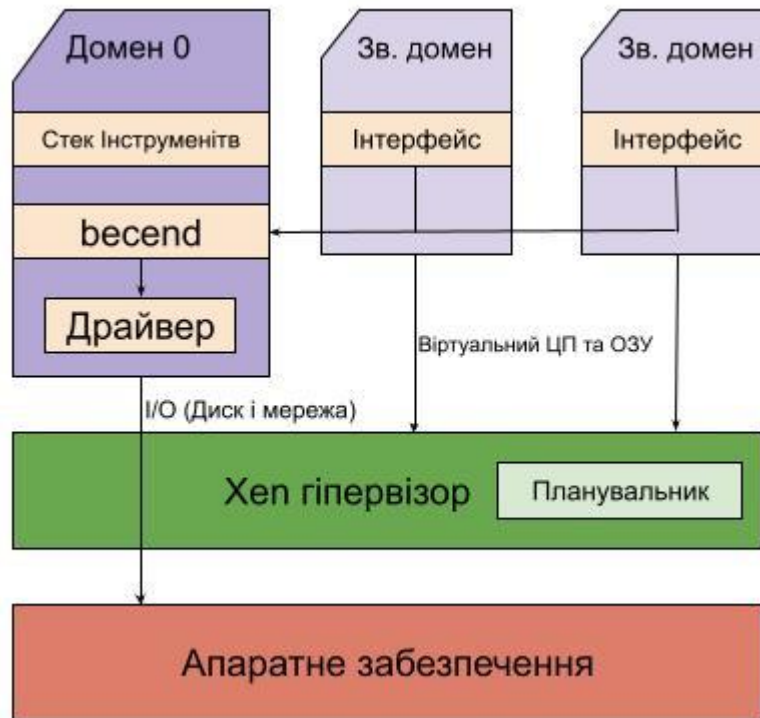 Домен 0
Зв. домен
Зв. домен
Стек Інструменітв
Інтерфейс
Інтерфейс
becend
Драйвер
Віртуальний ЦП та ОЗУ
I/O (Диск і мережа)
Xen гіпервізор
Планувальник
Апаратне забезпечення